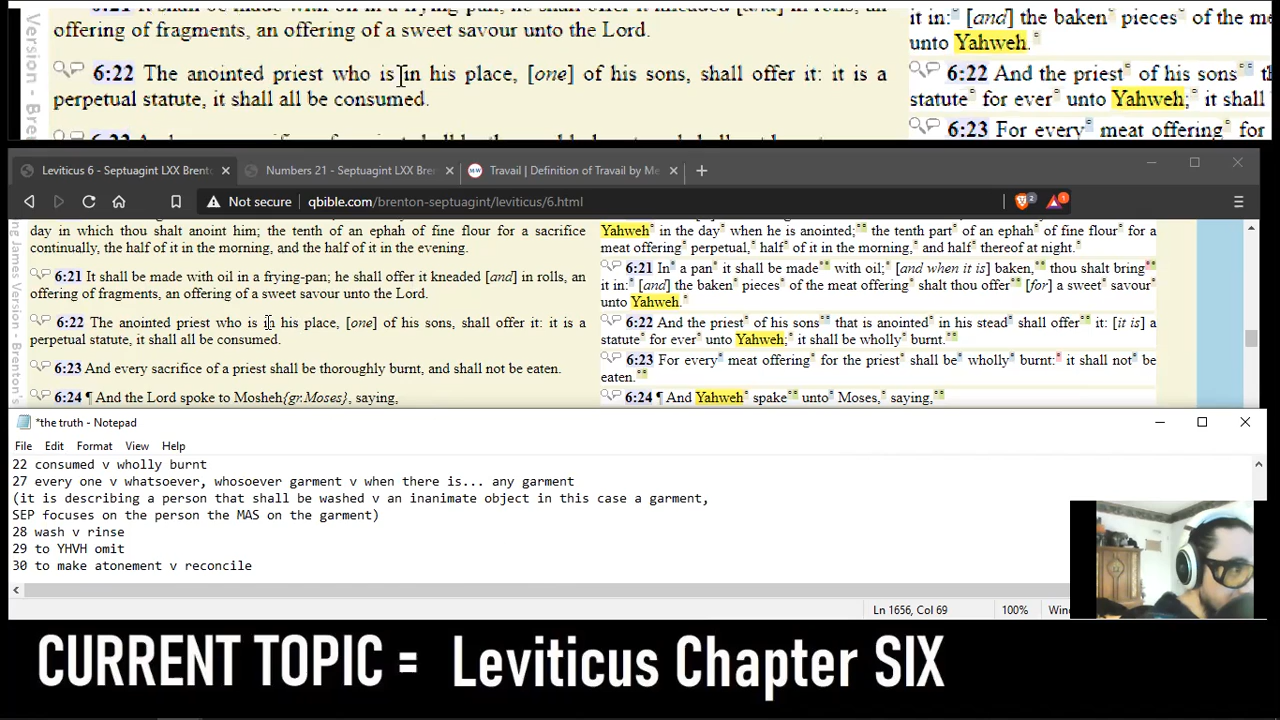 offering of fragments, an offering of a sweet savour unto the Lord.
6:22 The anointed priest who is in his place, [one] of his sons, shall offer it: it is a
perpetual statute, it shall all be consumed.
it in: [and] the baken pieces of the me
unto Yahweh.
6:22 And the priest of his sons
statute for ever unto Yahweh; it shall
6:23 For every meat offering for
Version - Brenton
Leviticus 6 - Septuagint LXX Brent
Numbers 21 - Septuagint LXX Bren
Travail | Definition of Travail by Me
Not secure
qbible.com/brenton-septuagint/leviticus/6.html
day in which thou shalt anoint him; the tenth of an ephah of fine flour for a sacrifice
continually, the half of it in the morning, and the half of it in the evening.
6:21 It shall be made with oil in a frying-pan; he shall offer it kneaded [and] in rolls, an
offering of fragments, an offering of a sweet savour unto the Lord.
6:22 The anointed priest who is in his place, [one] of his sons, shall offer it: it is a
perpetual statute, it shall all be consumed.
6:23 And every sacrifice of a priest shall be thoroughly burnt, and shall not be eaten.
6:24 ¶ And the Lord spoke to Mosheh{gr.Moses}, saying,
Yahweh in the day when he is anointed; the tenth part of an ephah of fine flour for a
meat offering perpetual, half of it in the morning, and half thereof at night.
6:21 In a pan it shall be made with oil; [and when it is] baken, thou shalt bring
it in: [and] the baken pieces of the meat offering shalt thou offer [for] a sweet savour
unto Yahweh.
6:22 And the priest of his sons that is anointed in his stead shall offer it: [it is] a
statute for ever unto Yahweh; it shall be wholly burnt.
6:23 For every meat offering for the priest shall be wholly burnt: it shall not be
eaten.
6:24 ¶ And Yahweh spake unto Moses, saying,
ng James Version - Bre
*the truth - Notepad
File Edit Format View Help
22 consumed v wholly burnt
27 every one v whatsoever, whosoever garment v when there is... any garment
(it is describing a person that shall be washed v an inanimate object in this case a garment,
SEP focuses on the person the MAS on the garment)
28 wash v rinse
29 to YHVH omit
30 to make atonement v reconcile
Ln 1656, Col 69
100%
Wind
CURRENT TOPIC = Leviticus Chapter SIX